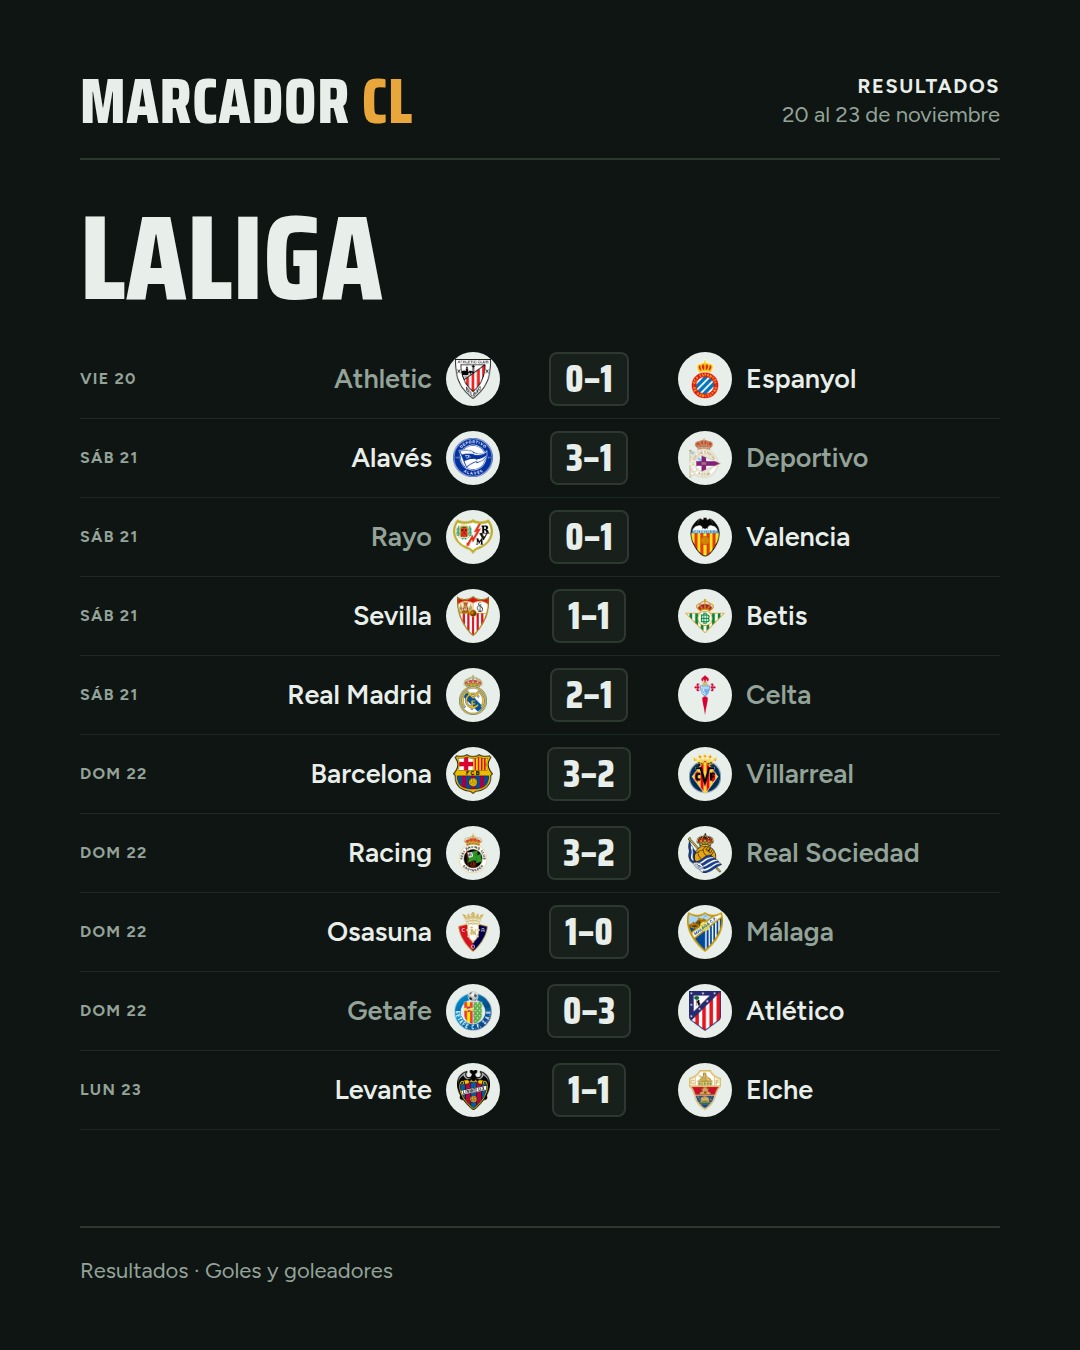 MARCADOR CL
RESULTADOS
20 al 23 de noviembre
LALIGA
VIE 20 Athletic 0–1 Espanyol
SÁB 21 Alavés 3–1 Deportivo
SÁB 21 Rayo 0–1 Valencia
SÁB 21 Sevilla 1–1 Betis
SÁB 21 Real Madrid 2–1 Celta
DOM 22 Barcelona 3–2 Villarreal
DOM 22 Racing 3–2 Real Sociedad
DOM 22 Osasuna 1–0 Málaga
DOM 22 Getafe 0–3 Atlético
LUN 23 Levante 1–1 Elche
Resultados · Goles y goleadores